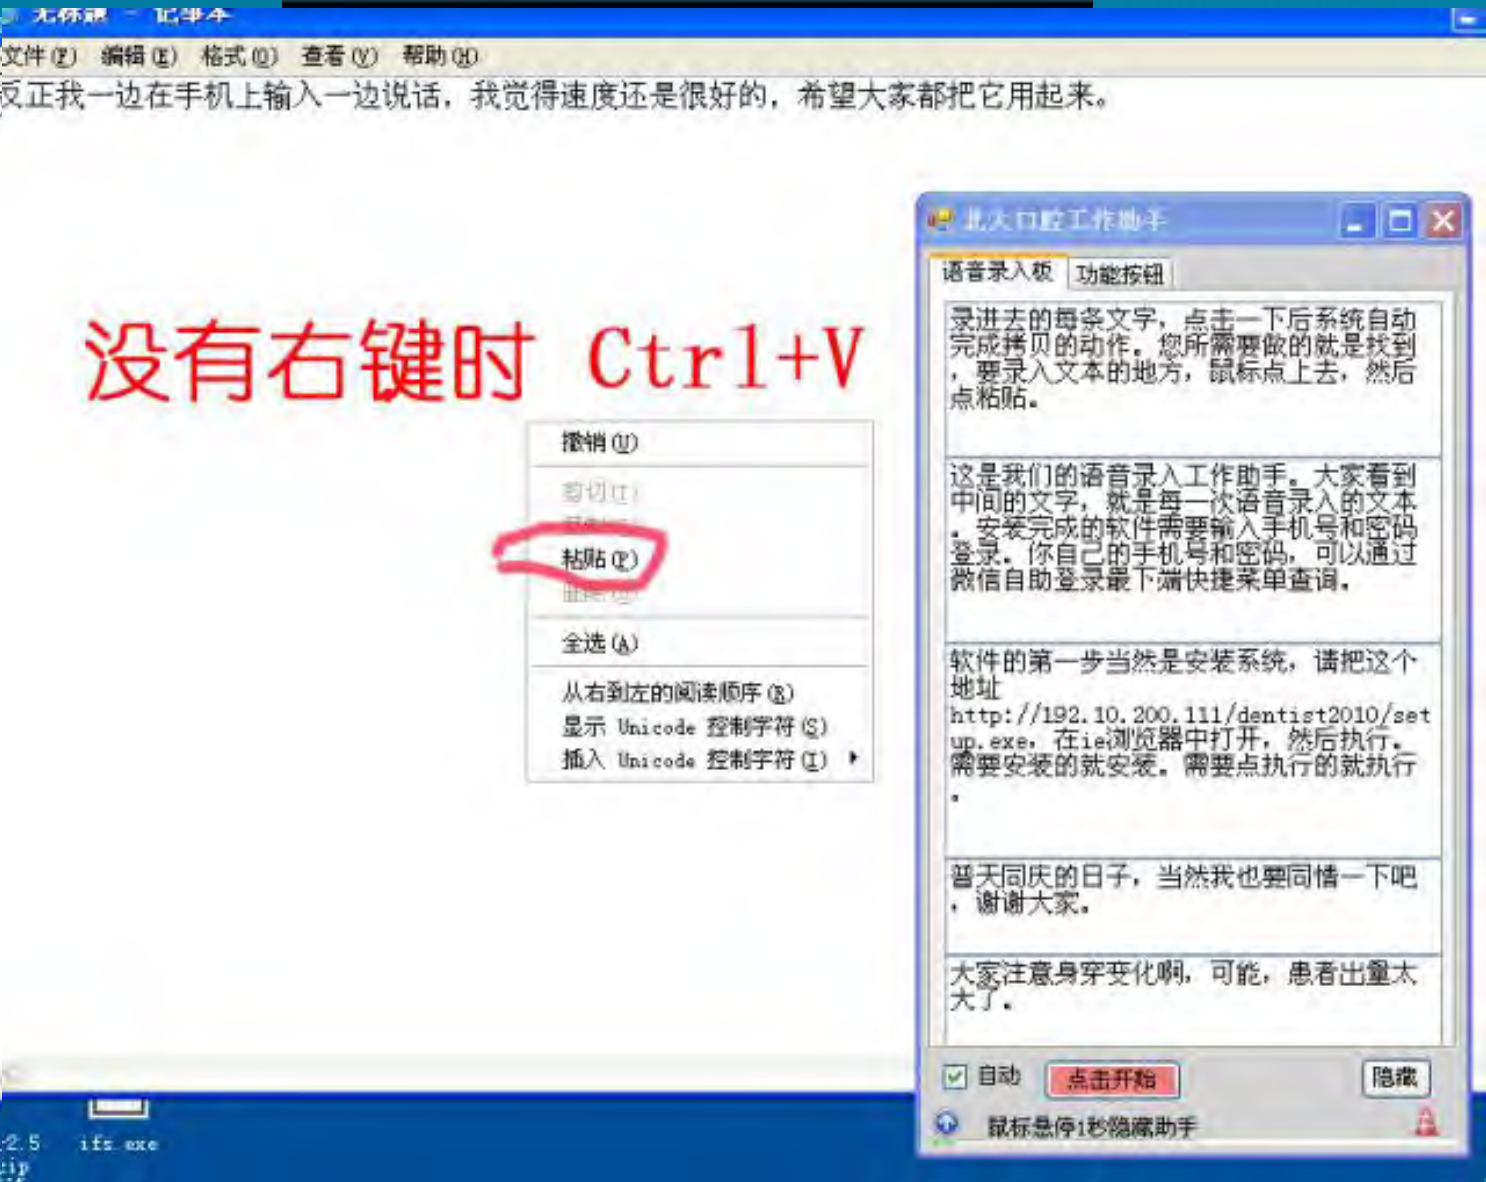 无标题 - 记事本
文件(F) 编辑(E) 格式(O) 查看(V) 帮助(H)
反正我一边在手机上输入一边说话，我觉得速度还是很好的，希望大家都把它用起来。
没有右键时 Ctrl+V
撤销(U)
剪切(T)
粘贴(P)
全选(A)
从右到左的阅读顺序(R)
显示 Unicode 控制字符(S)
插入 Unicode 控制字符(I)
北大口腔工作助手
语音录入板 功能按钮
录进去的每条文字，点击一下后系统自动
完成拷贝的动作。您所需要做的就是找到
，要录入文本的地方，鼠标点上去，然后
点粘贴。
这是我们的语音录入工作助手。大家看到
中间的文字，就是每一次语音录入的文本
。安装完成的软件需要输入手机号和密码
登录。你自己的手机号和密码，可以通过
微信自助登录最下端快捷菜单查询。
软件的第一步当然是安装系统，请把这个
地址
http://192.10.200.111/dentist2010/set
up.exe，在ie浏览器中打开，然后执行。
需要安装的就安装。需要点执行的就执行
。
普天同庆的日子，当然我也要同情一下吧
，谢谢大家。
大家注意身穿变化啊，可能，患者出量太
大了。
自动 点击开始 隐藏
鼠标悬停1秒隐藏助手
-2.5 ifs.exe
zip